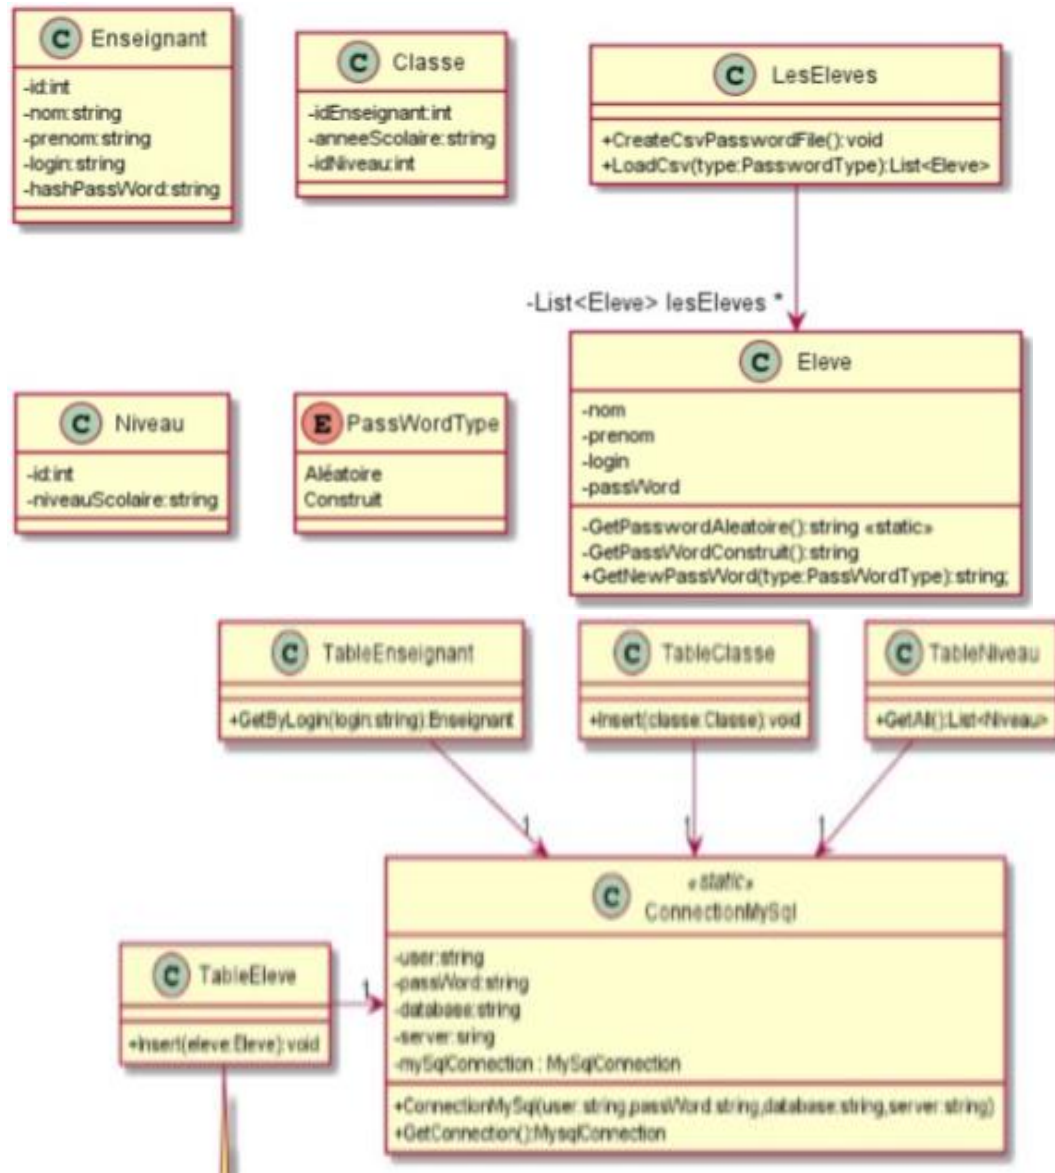 C Enseignant
-id:int
-nom:string
-prenom:string
-login:string
-hashPassWord:string
C Classe
-idEnseignant:int
-anneeScolaire:string
-idNiveau:int
C LesEleves
+CreateCsvPasswordFile():void
+LoadCsv(type:PasswordType):List<Eleve>
-List<Eleve> lesEleves *
C Eleve
-nom
-prenom
-login
-passWord
-GetPasswordAleatoire():string «static»
-GetPassWordConstruit():string
+GetNewPassWord(type:PassWordType):string;
C Niveau
-id:int
-niveauScolaire:string
E PassWordType
Aléatoire
Construit
C TableEnseignant
+GetByLogin(login:string):Enseignant
C TableClasse
+Insert(classe:Classe):void
C TableNiveau
+GetAll():List<Niveau>
1
1
1
«static»
C ConnectionMySql
-user:string
-passWord:string
-database:string
-server:sring
-mySqlConnection : MySqlConnection
+ConnectionMySql(user:string,passWord:string,database:string,server:string)
+GetConnection():MysqlConnection
C TableEleve
+Insert(eleve:Eleve):void
1